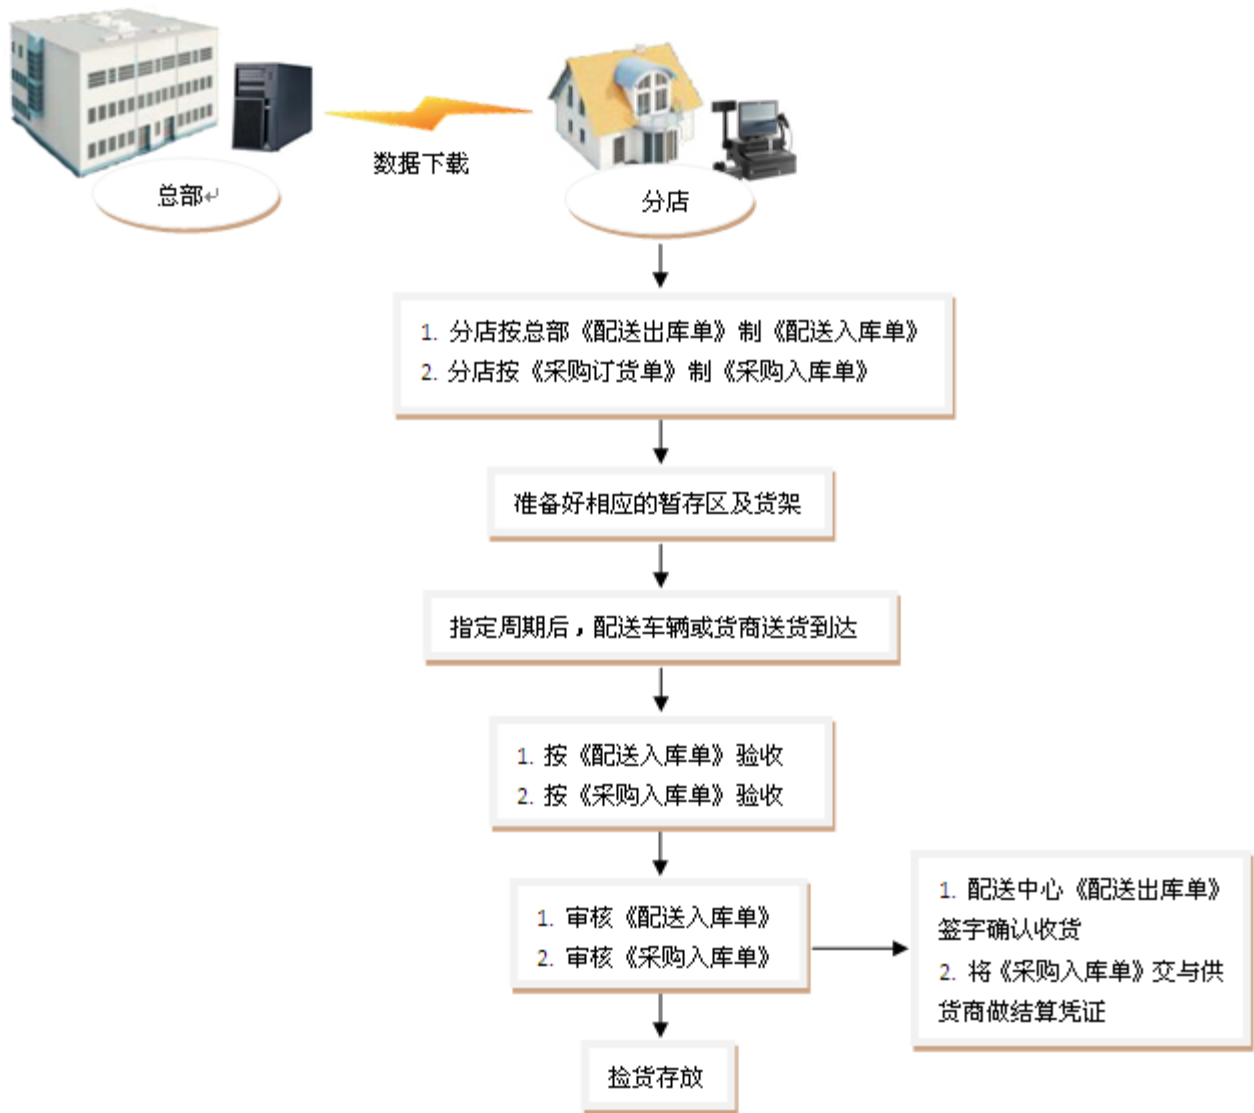 数据下载
总部↵
分店
1. 分店按总部《配送出库单》制《配送入库单》
2. 分店按《采购订货单》制《采购入库单》
准备好相应的暂存区及货架
指定周期后，配送车辆或货商送货到达
1. 按《配送入库单》验收
2. 按《采购入库单》验收
1. 审核《配送入库单》
2. 审核《采购入库单》
1. 配送中心《配送出库单》
签字确认收货
2. 将《采购入库单》交与供
货商做结算凭证
捡货存放